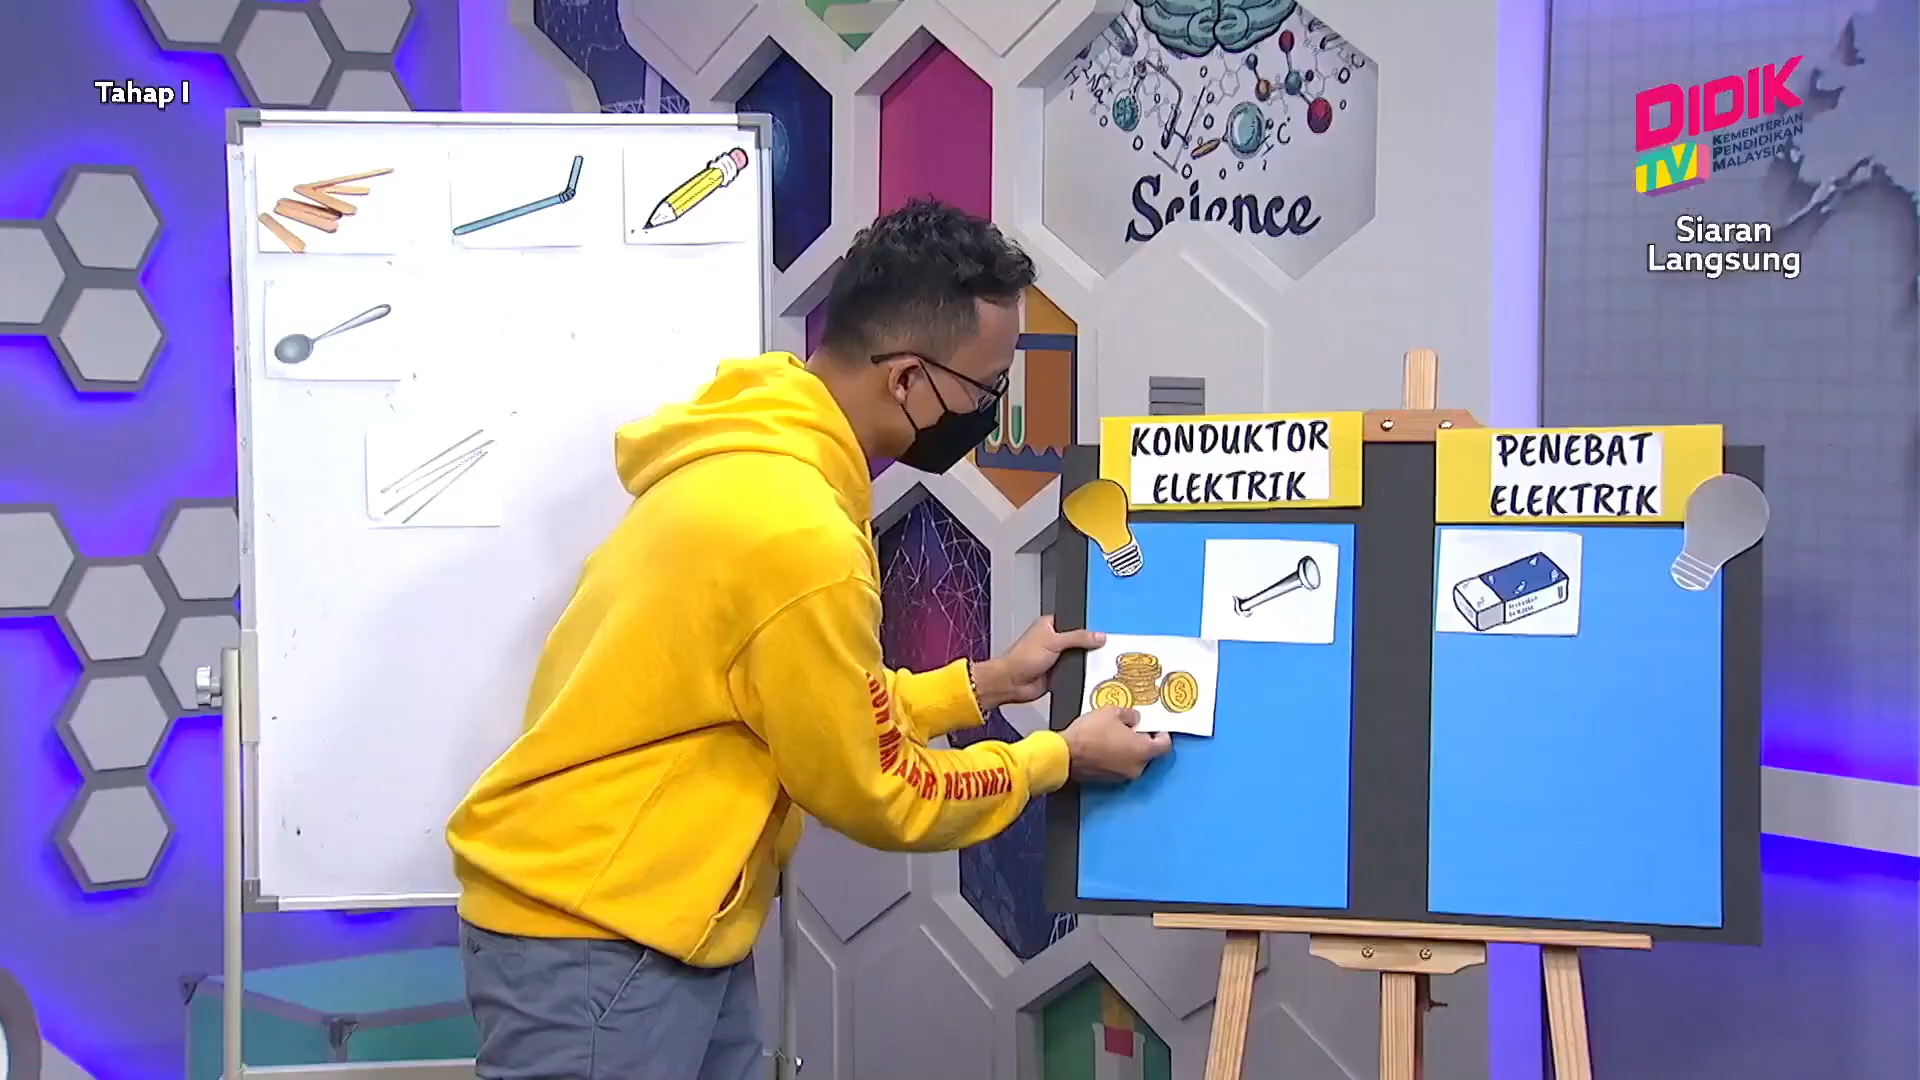 Tahap I
Science
DIDIK
TV
KEMENTERIAN
PENDIDIKAN
MALAYSIA
Siaran
Langsung
KONDUKTOR
ELEKTRIK
PENEBAT
ELEKTRIK